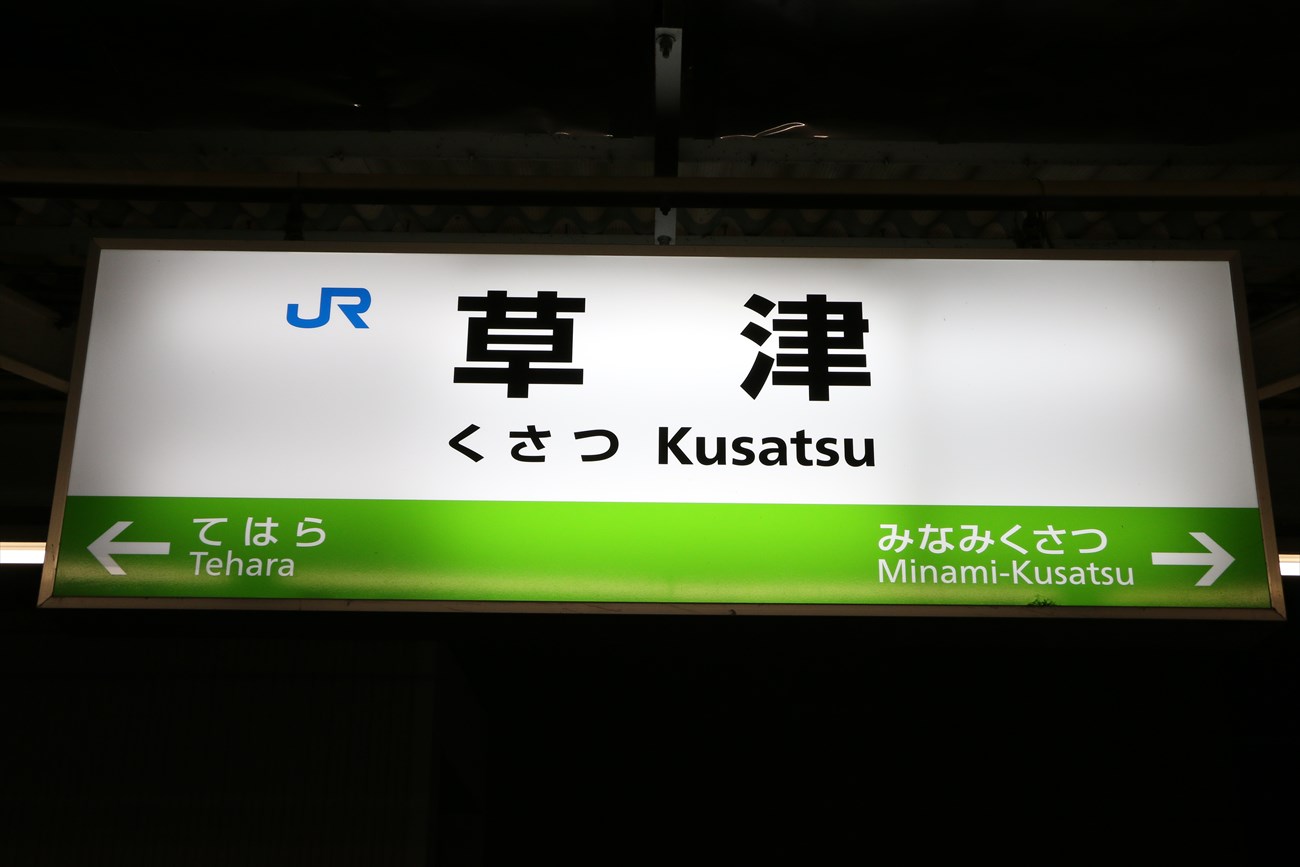 JR 草津
くさつ Kusatsu
← てはら
Tehara
みなみくさつ →
Minami-Kusatsu